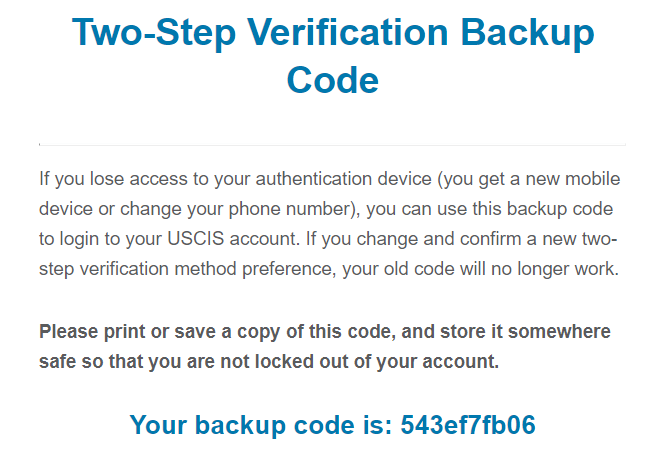 Two-Step Verification Backup
Code
If you lose access to your authentication device (you get a new mobile
device or change your phone number), you can use this backup code
to login to your USCIS account. If you change and confirm a new two-
step verification method preference, your old code will no longer work.
Please print or save a copy of this code, and store it somewhere
safe so that you are not locked out of your account.
Your backup code is: 543ef7fb06